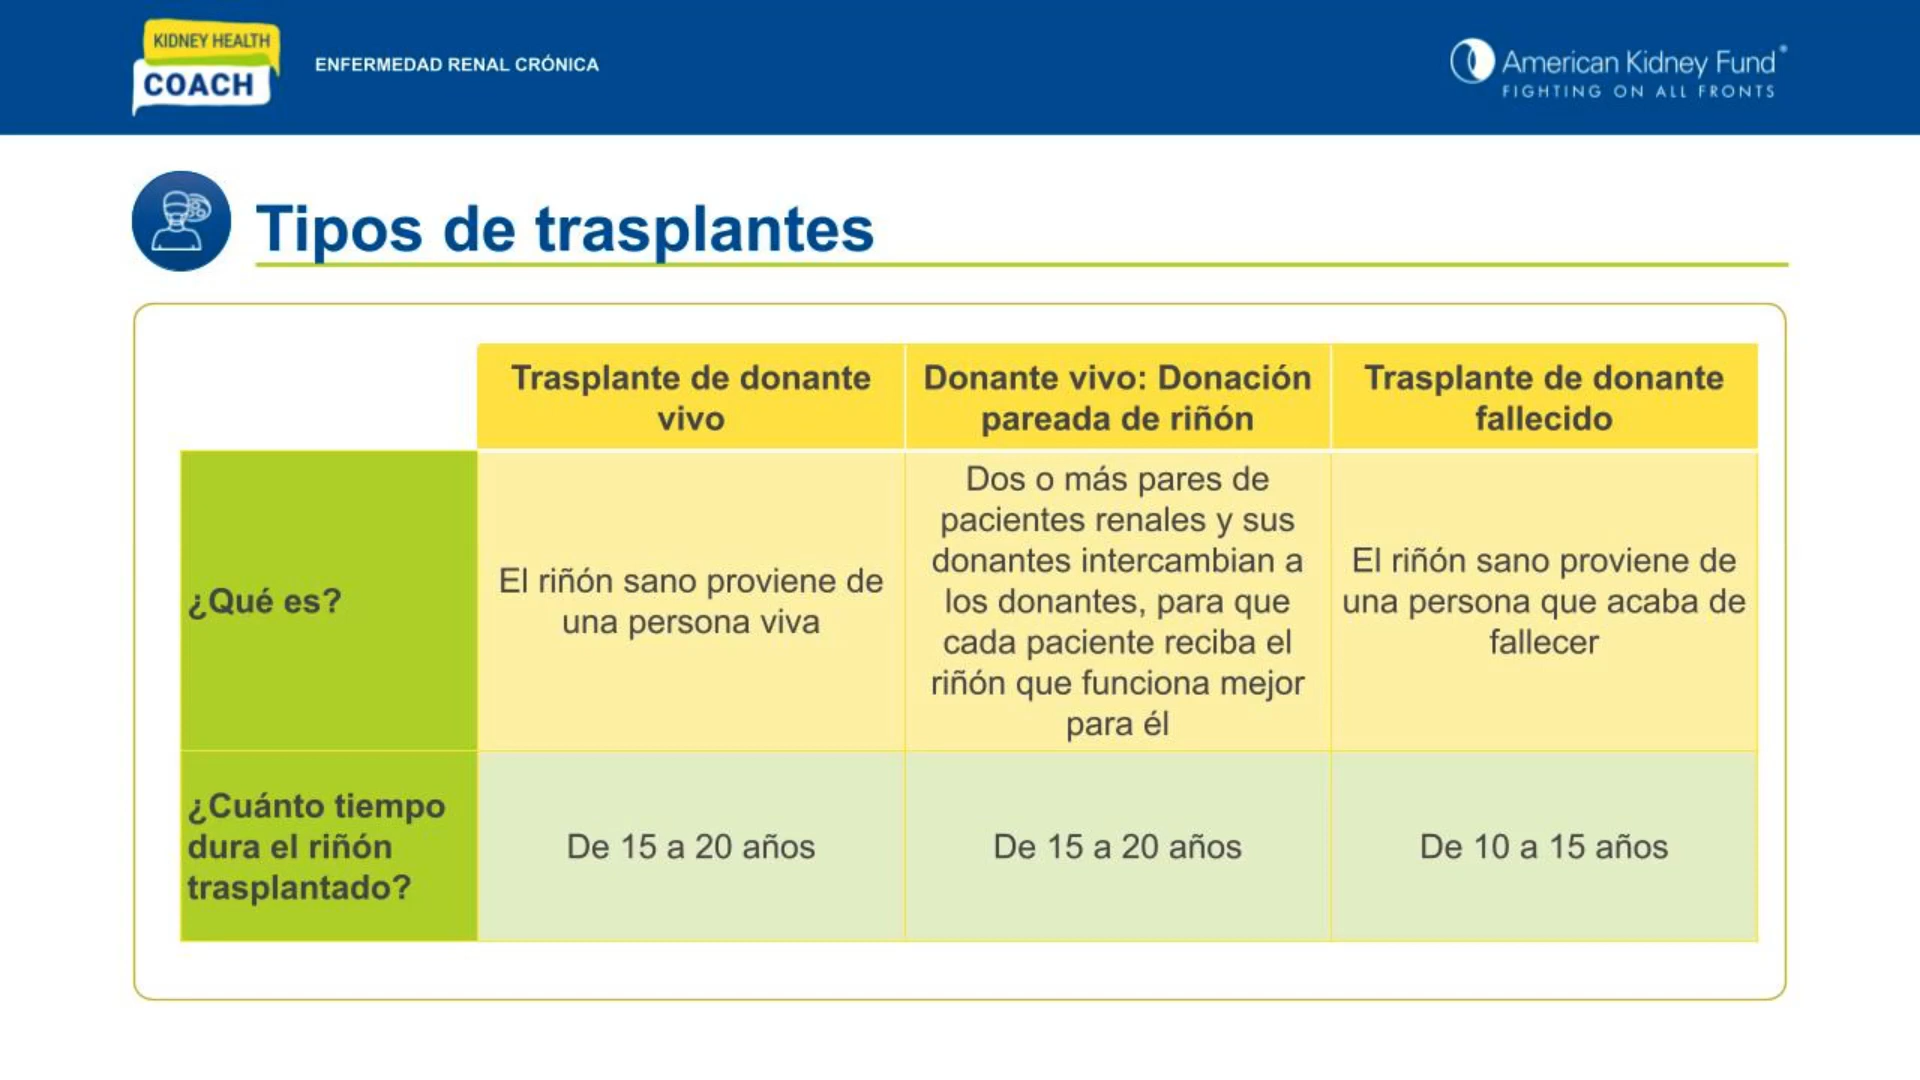 KIDNEY HEALTH
COACH
ENFERMEDAD RENAL CRÓNICA
American Kidney Fund®
FIGHTING ON ALL FRONTS
Tipos de trasplantes
Trasplante de donante
vivo
Donante vivo: Donación
pareada de riñón
Trasplante de donante
fallecido
¿Qué es?
El riñón sano proviene de
una persona viva
Dos o más pares de
pacientes renales y sus
donantes intercambian a
los donantes, para que
cada paciente reciba el
riñón que funciona mejor
para él
El riñón sano proviene de
una persona que acaba de
fallecer
¿Cuánto tiempo
dura el riñón
trasplantado?
De 15 a 20 años
De 15 a 20 años
De 10 a 15 años